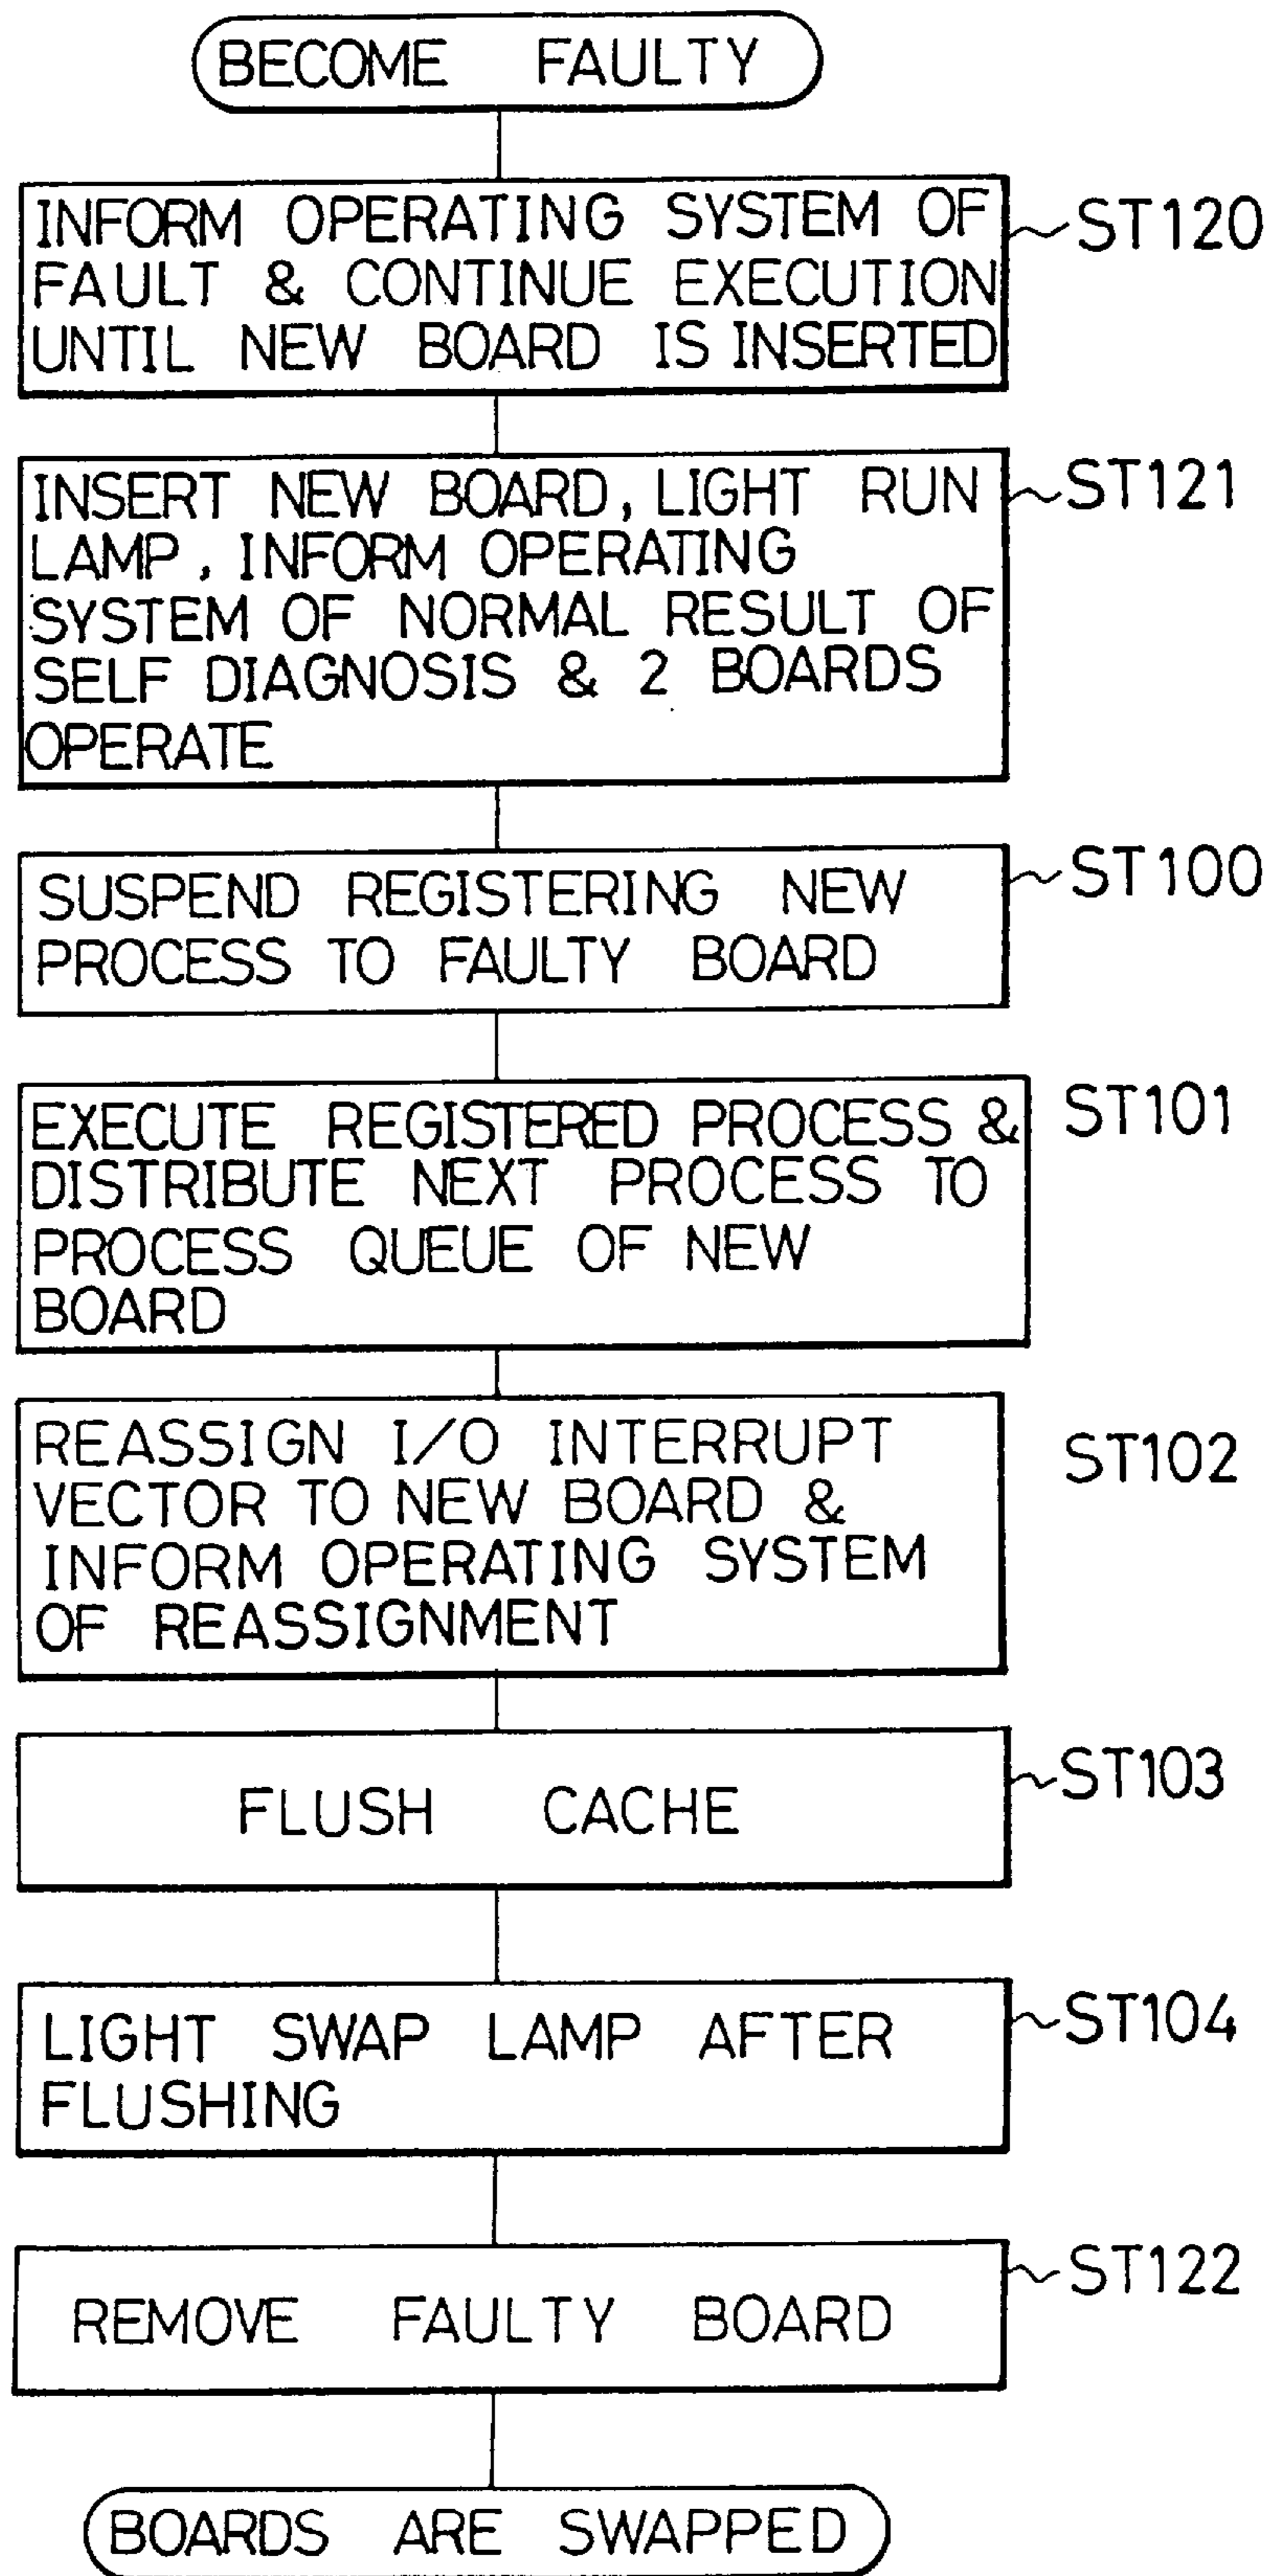 BECOME FAULTY
INFORM OPERATING SYSTEM OF
FAULT & CONTINUE EXECUTION
UNTIL NEW BOARD IS INSERTED
ST120
INSERT NEW BOARD, LIGHT RUN
LAMP, INFORM OPERATING
SYSTEM OF NORMAL RESULT OF
SELF DIAGNOSIS & 2 BOARDS
OPERATE
ST121
SUSPEND REGISTERING NEW
PROCESS TO FAULTY BOARD
ST100
EXECUTE REGISTERED PROCESS &
DISTRIBUTE NEXT PROCESS TO
PROCESS QUEUE OF NEW
BOARD
ST101
REASSIGN I/O INTERRUPT
VECTOR TO NEW BOARD &
INFORM OPERATING SYSTEM
OF REASSIGNMENT
ST102
FLUSH CACHE
ST103
LIGHT SWAP LAMP AFTER
FLUSHING
ST104
REMOVE FAULTY BOARD
ST122
BOARDS ARE SWAPPED